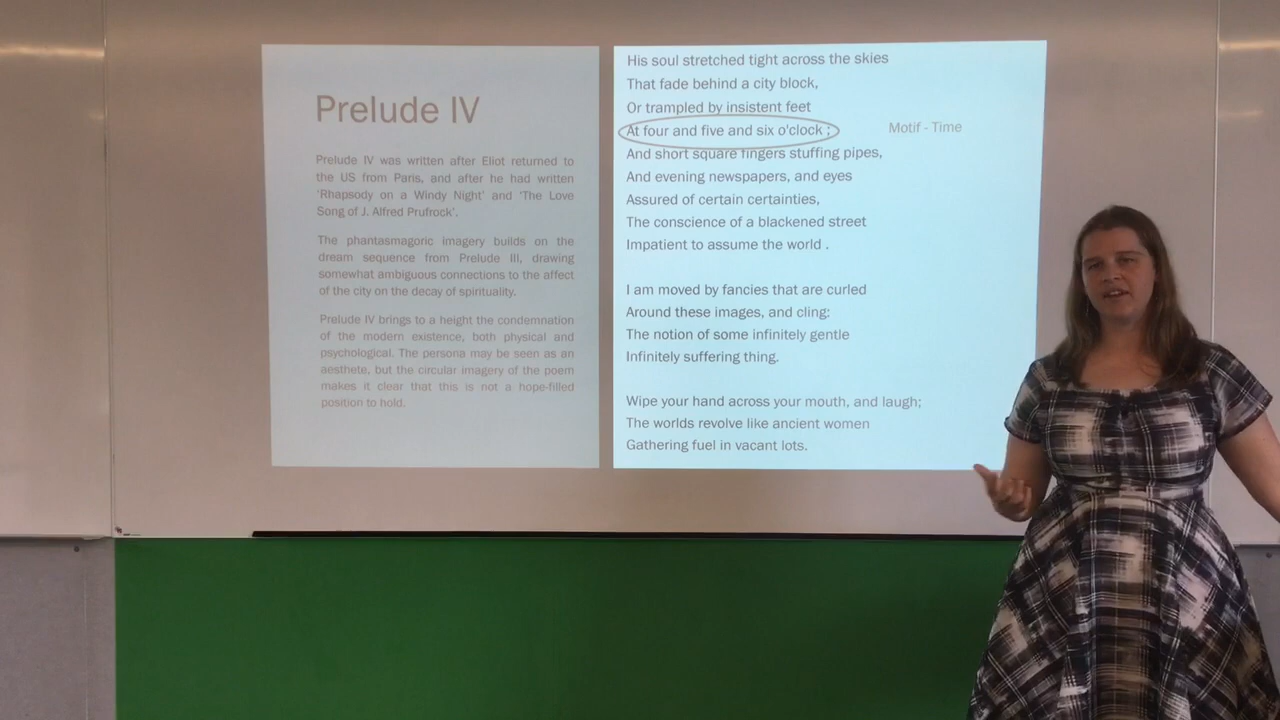 Prelude IV
Prelude IV was written after Eliot returned to
the US from Paris, and after he had written
'Rhapsody on a Windy Night' and 'The Love
Song of J. Alfred Prufrock'.
The phantasmagoric imagery builds on the
dream sequence from Prelude III, drawing
somewhat ambiguous connections to the affect
of the city on the decay of spirituality.
Prelude IV brings to a height the condemnation
of the modern existence, both physical and
psychological. The persona may be seen as an
aesthete, but the circular imagery of the poem
makes it clear that this is not a hope-filled
position to hold.
His soul stretched tight across the skies
That fade behind a city block,
Or trampled by insistent feet
At four and five and six o'clock ;
Motif - Time
And short square fingers stuffing pipes,
And evening newspapers, and eyes
Assured of certain certainties,
The conscience of a blackened street
Impatient to assume the world .
I am moved by fancies that are curled
Around these images, and cling:
The notion of some infinitely gentle
Infinitely suffering thing.
Wipe your hand across your mouth, and laugh;
The worlds revolve like ancient women
Gathering fuel in vacant lots.